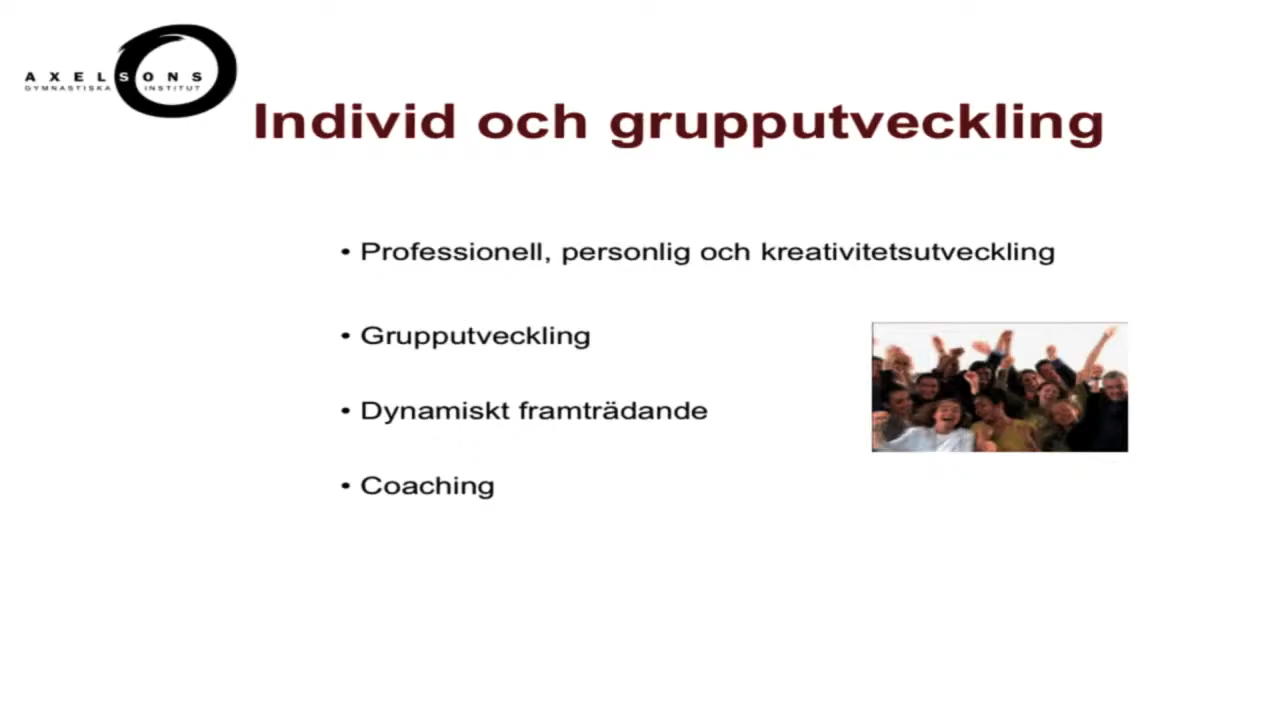 AXELSONS
GYMNASTISKA INSTITUT
Individ och grupputveckling
• Professionell, personlig och kreativitetsutveckling
• Grupputveckling
• Dynamiskt framträdande
• Coaching